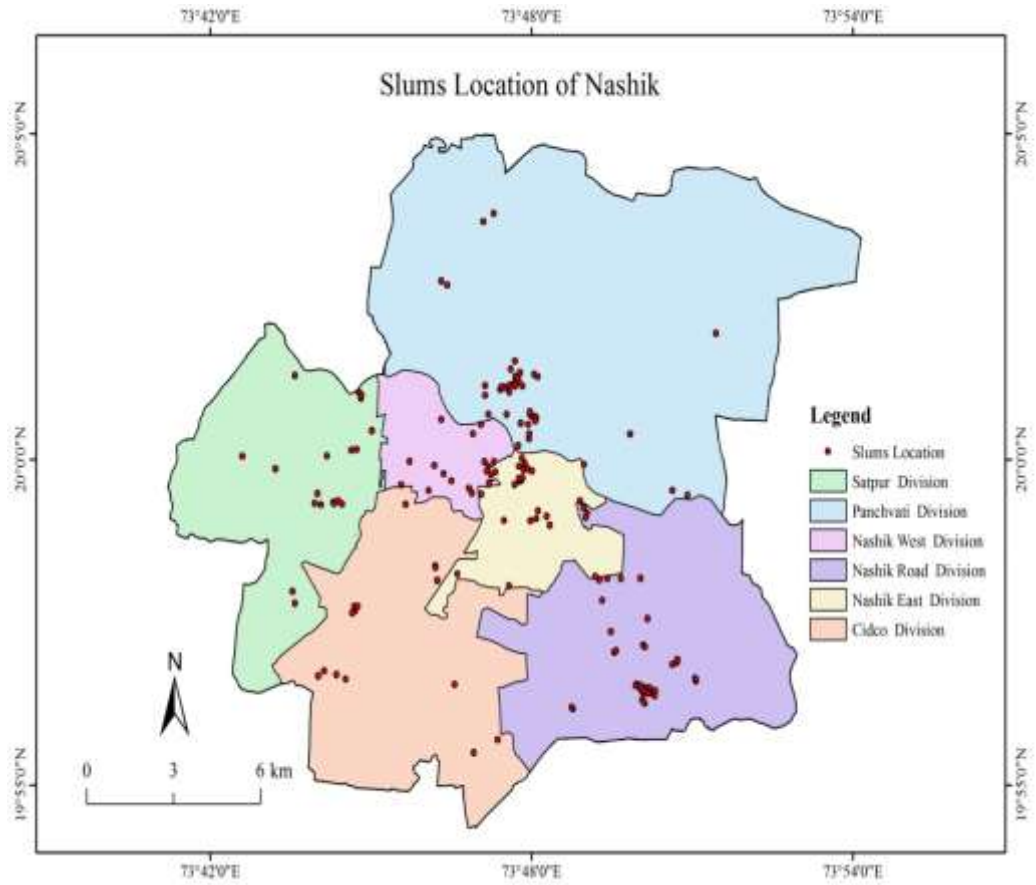 73°42'0"E 73°48'0"E 73°54'0"E
Slums Location of Nashik
20°5'0"N 20°5'0"N
Legend
Slums Location
20°0'0"N 20°0'0"N
Satpur Division
Panchvati Division
Nashik West Division
Nashik Road Division
Nashik East Division
Cidco Division
N
0 3 6 km
19°55'0"N 19°55'0"N
73°42'0"E 73°48'0"E 73°54'0"E